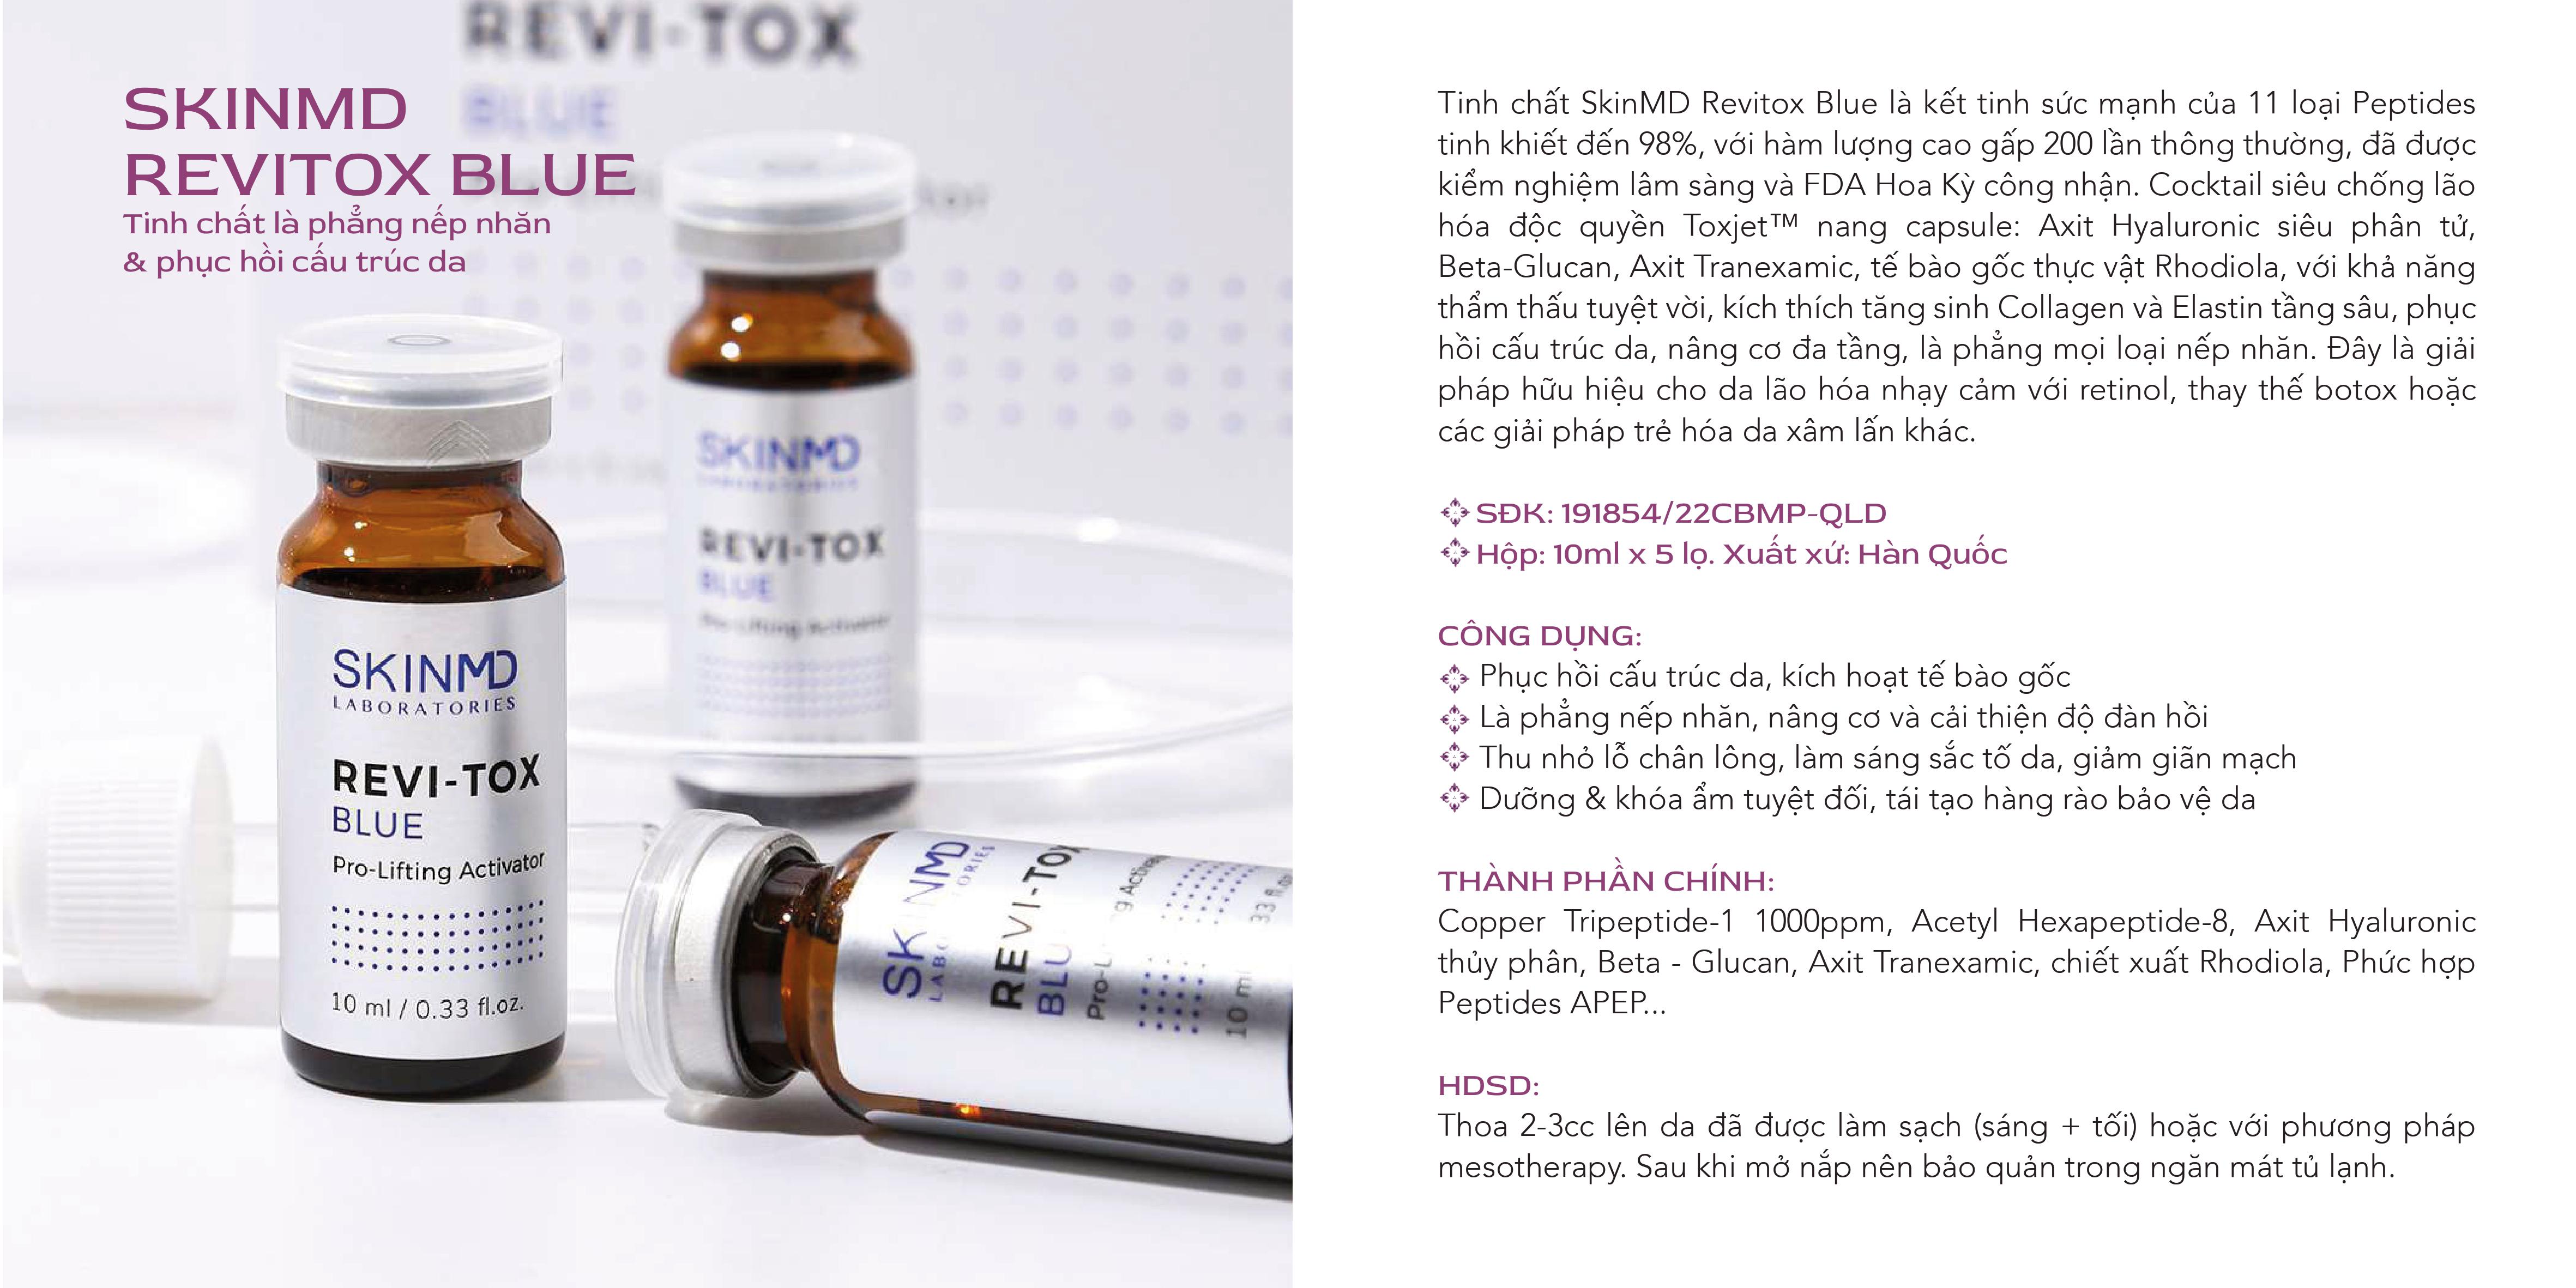 REVI-TOX
BLUE
SKINMD
REVITOX BLUE
Tinh chất là phẳng nếp nhăn
& phục hồi cấu trúc da
SKINMD
LABORATORIES
REVI-TOX
BLUE
Pro-Lifting Activator
SKINMD
LABORATORIES
REVI-TOX
BLUE
Pro-Lifting Activator
10 ml / 0.33 fl.oz.
SKINMD
REVI-TOX
BLU
Pro-L
10 ml
33 fl.oz
Tinh chất SkinMD Revitox Blue là kết tinh sức mạnh của 11 loại Peptides
tinh khiết đến 98%, với hàm lượng cao gấp 200 lần thông thường, đã được
kiểm nghiệm lâm sàng và FDA Hoa Kỳ công nhận. Cocktail siêu chống lão
hóa độc quyền Toxjet™ nang capsule: Axit Hyaluronic siêu phân tử,
Beta-Glucan, Axit Tranexamic, tế bào gốc thực vật Rhodiola, với khả năng
thẩm thấu tuyệt vời, kích thích tăng sinh Collagen và Elastin tầng sâu, phục
hồi cấu trúc da, nâng cơ đa tầng, là phẳng mọi loại nếp nhăn. Đây là giải
pháp hữu hiệu cho da lão hóa nhạy cảm với retinol, thay thế botox hoặc
các giải pháp trẻ hóa da xâm lấn khác.
SĐK: 191854/22CBMP-QLD
Hộp: 10ml x 5 lọ. Xuất xứ: Hàn Quốc
CÔNG DỤNG:
Phục hồi cấu trúc da, kích hoạt tế bào gốc
Là phẳng nếp nhăn, nâng cơ và cải thiện độ đàn hồi
Thu nhỏ lỗ chân lông, làm sáng sắc tố da, giảm giãn mạch
Dưỡng & khóa ẩm tuyệt đối, tái tạo hàng rào bảo vệ da
THÀNH PHẦN CHÍNH:
Copper Tripeptide-1 1000ppm, Acetyl Hexapeptide-8, Axit Hyaluronic
thủy phân, Beta - Glucan, Axit Tranexamic, chiết xuất Rhodiola, Phức hợp
Peptides APEP...
HDSD:
Thoa 2-3cc lên da đã được làm sạch (sáng + tối) hoặc với phương pháp
mesotherapy. Sau khi mở nắp nên bảo quản trong ngăn mát tủ lạnh.